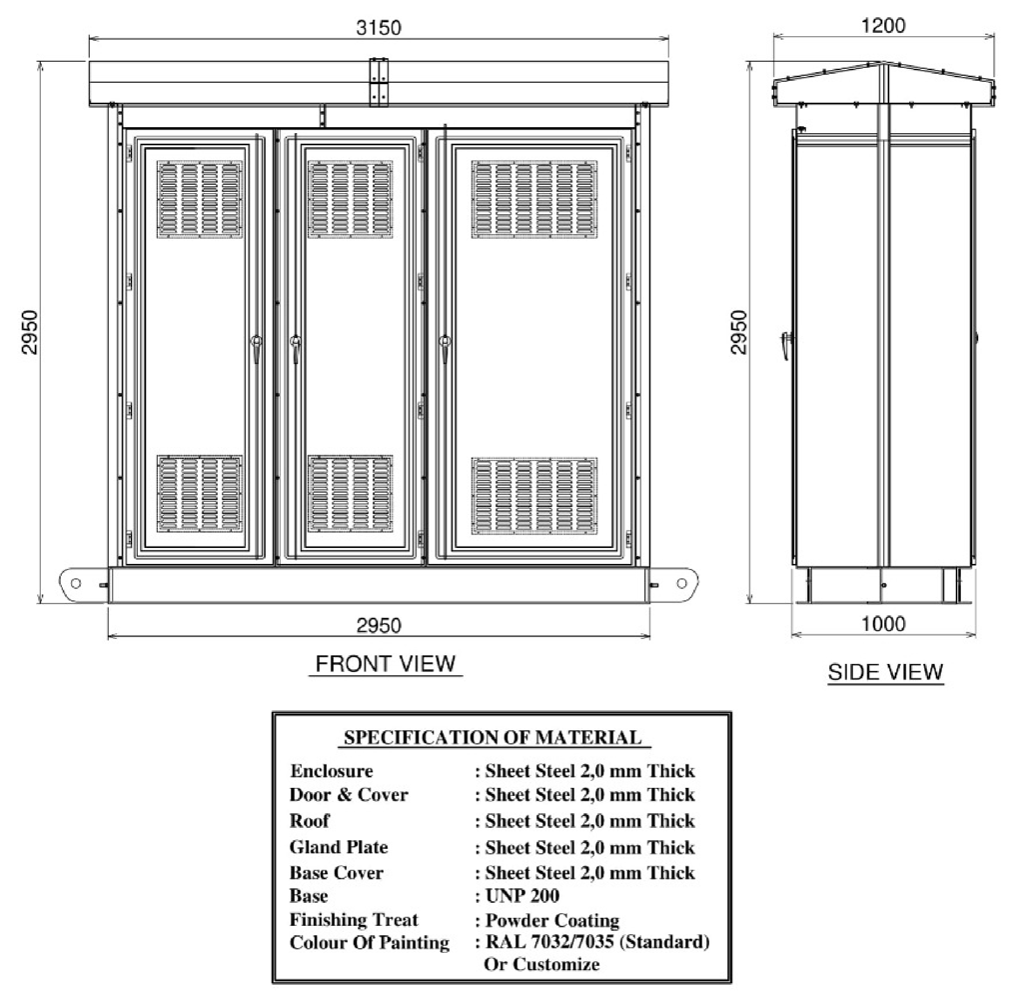 3150
1200
2950
2950
2950
1000
FRONT VIEW
SIDE VIEW
SPECIFICATION OF MATERIAL
Enclosure : Sheet Steel 2,0 mm Thick
Door & Cover : Sheet Steel 2,0 mm Thick
Roof : Sheet Steel 2,0 mm Thick
Gland Plate : Sheet Steel 2,0 mm Thick
Base Cover : Sheet Steel 2,0 mm Thick
Base : UNP 200
Finishing Treat : Powder Coating
Colour Of Painting : RAL 7032/7035 (Standard)
Or Customize